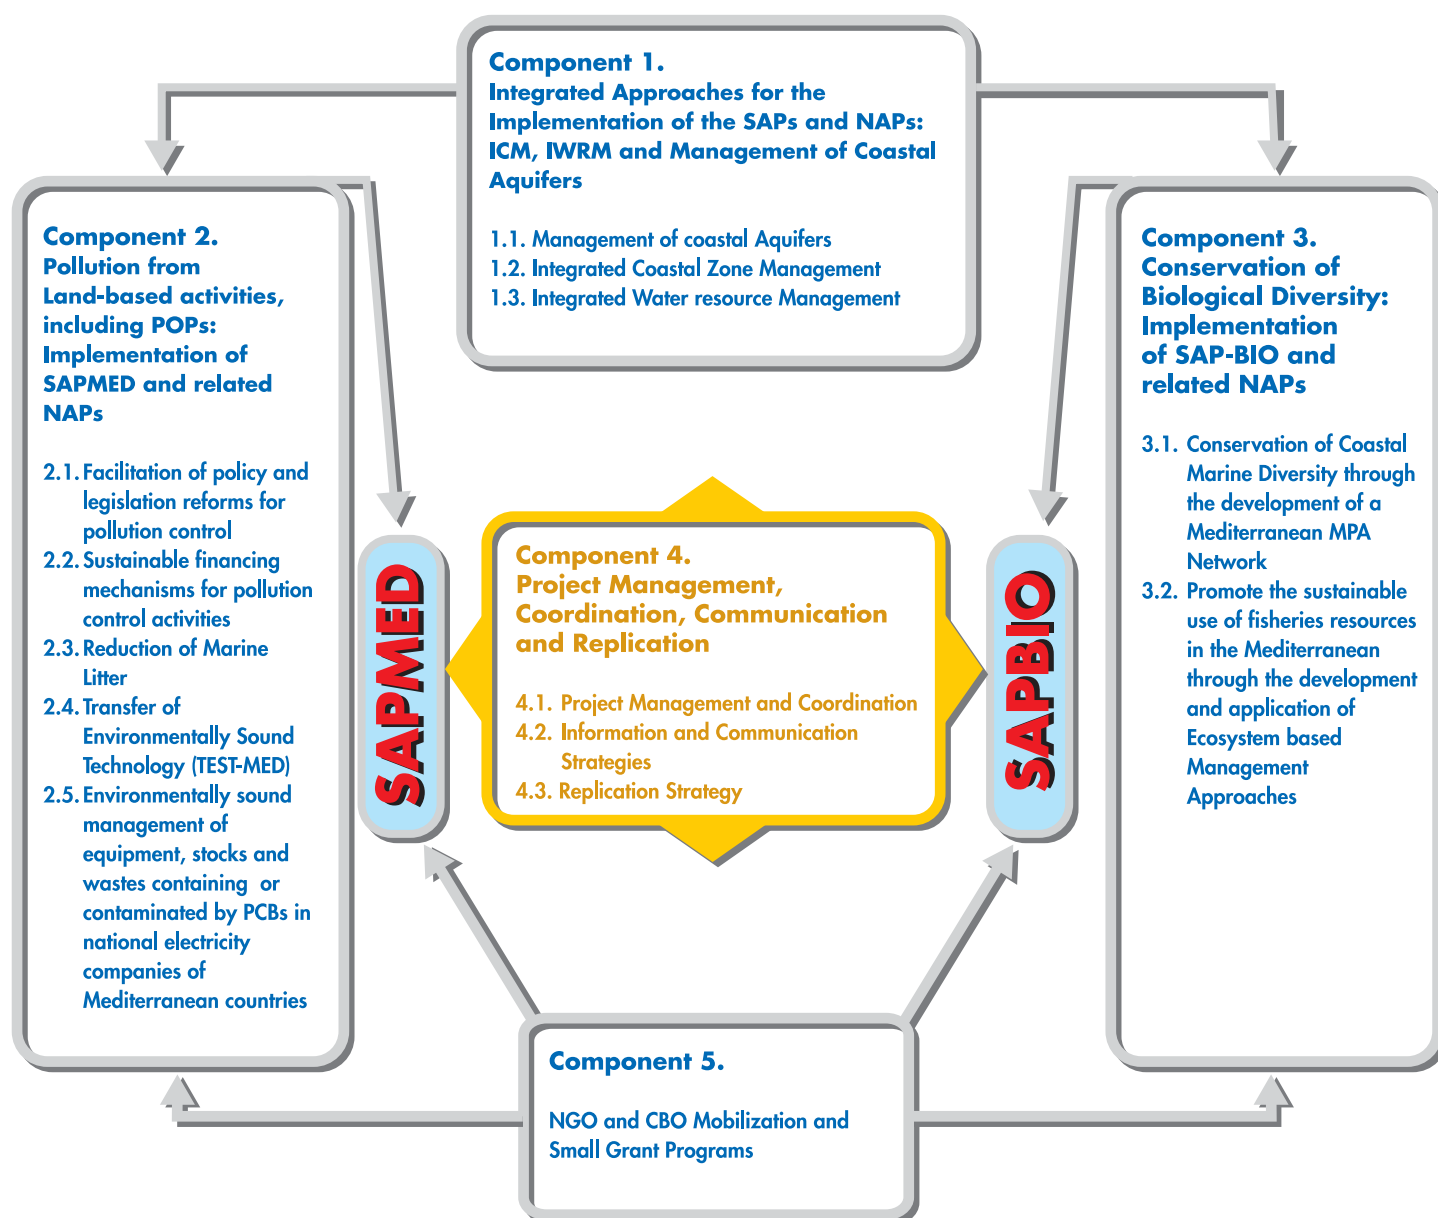 Component 1.
Integrated Approaches for the
Implementation of the SAPs and NAPs:
ICM, IWRM and Management of Coastal
Aquifers
1.1. Management of coastal Aquifers
1.2. Integrated Coastal Zone Management
1.3. Integrated Water resource Management
Component 2.
Pollution from
Land-based activities,
including POPs:
Implementation of
SAPMED and related
NAPs
2.1. Facilitation of policy and
legislation reforms for
pollution control
2.2. Sustainable financing
mechanisms for pollution
control activities
2.3. Reduction of Marine
Litter
2.4. Transfer of
Environmentally Sound
Technology (TEST-MED)
2.5. Environmentally sound
management of
equipment, stocks and
wastes containing or
contaminated by PCBs in
national electricity
companies of
Mediterranean countries
SAPMED
Component 4.
Project Management,
Coordination, Communication
and Replication
4.1. Project Management and Coordination
4.2. Information and Communication
Strategies
4.3. Replication Strategy
SAPBIO
Component 3.
Conservation of
Biological Diversity:
Implementation
of SAP-BIO and
related NAPs
3.1. Conservation of Coastal
Marine Diversity through
the development of a
Mediterranean MPA
Network
3.2. Promote the sustainable
use of fisheries resources
in the Mediterranean
through the development
and application of
Ecosystem based
Management
Approaches
Component 5.
NGO and CBO Mobilization and
Small Grant Programs